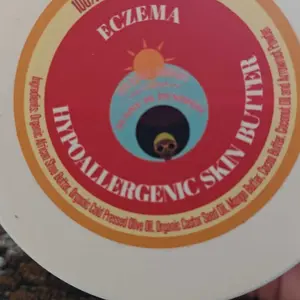 100%
ECZEMA
HYPOALLERGENIC SKIN BUTTER
Ingredients: Organic African Shea Butter, Organic Cold Pressed Olive Oil, Organic Castor Seed Oil, Mango Butter, Cocoa Butter, Coconut Oil and Arrowroot Powder